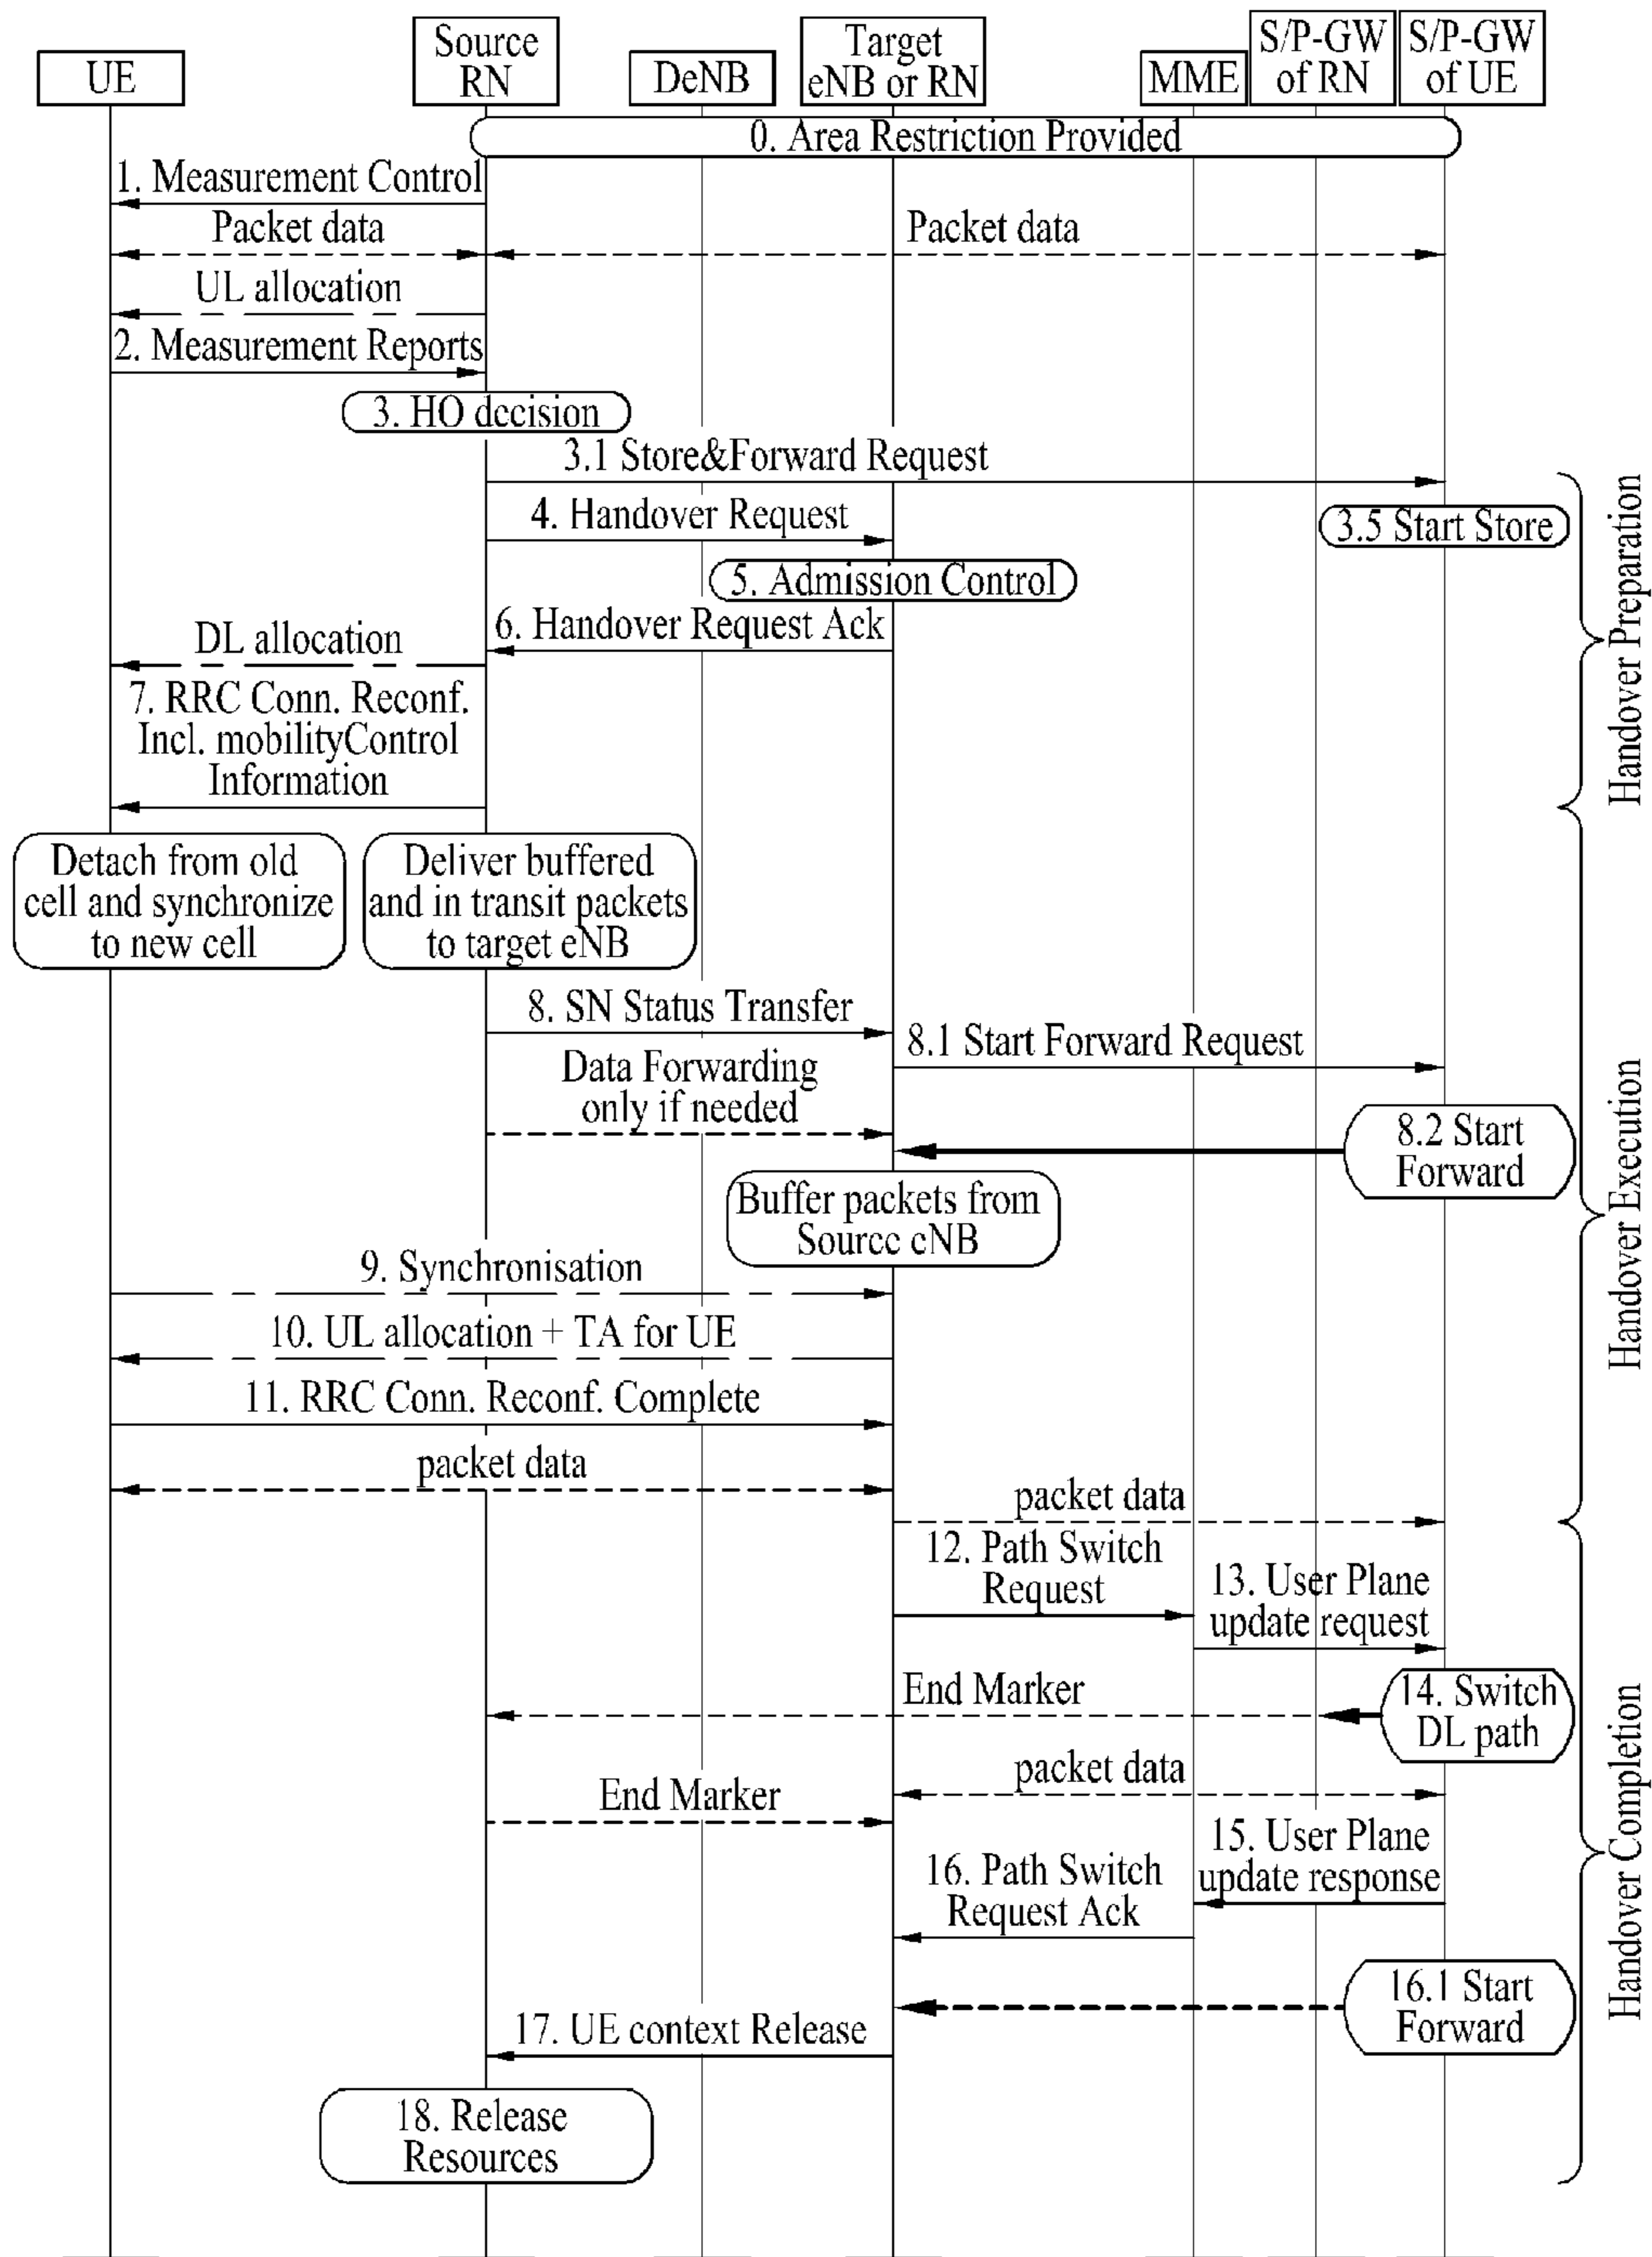 UE
Source
RN
DeNB
Target
eNB or RN
MME
S/P-GW
of RN
S/P-GW
of UE
0. Area Restriction Provided
1. Measurement Control
Packet data
Packet data
UL allocation
2. Measurement Reports
3. HO decision
3.1 Store&Forward Request
4. Handover Request
3.5 Start Store
5. Admission Control
6. Handover Request Ack
DL allocation
7. RRC Conn. Reconf.
Incl. mobilityControl
Information
Handover Preparation
Detach from old
cell and synchronize
to new cell
Deliver buffered
and in transit packets
to target eNB
8. SN Status Transfer
8.1 Start Forward Request
Data Forwarding
only if needed
8.2 Start
Forward
Buffer packets from
Source eNB
9. Synchronisation
10. UL allocation + TA for UE
11. RRC Conn. Reconf. Complete
packet data
packet data
Handover Execution
12. Path Switch
Request
13. User Plane
update request
End Marker
14. Switch
DL path
packet data
End Marker
15. User Plane
update response
16. Path Switch
Request Ack
16.1 Start
Forward
17. UE context Release
18. Release
Resources
Handover Completion